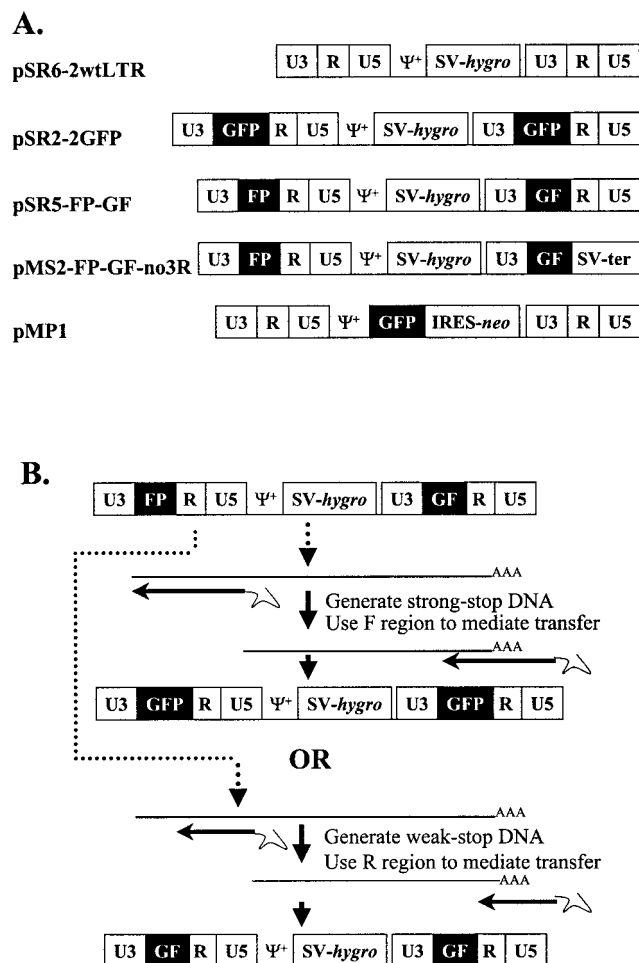 A.
pSR6-2wtLTR U3 R U5 Ψ+ SV-hygro U3 R U5
pSR2-2GFP U3 GFP R U5 Ψ+ SV-hygro U3 GFP R U5
pSR5-FP-GF U3 FP R U5 Ψ+ SV-hygro U3 GF R U5
pMS2-FP-GF-no3R U3 FP R U5 Ψ+ SV-hygro U3 GF SV-ter
pMP1 U3 R U5 Ψ+ GFP IRES-neo U3 R U5
B.
U3 FP R U5 Ψ+ SV-hygro U3 GF R U5
AAA
Generate strong-stop DNA
Use F region to mediate transfer
AAA
U3 GFP R U5 Ψ+ SV-hygro U3 GFP R U5
OR
AAA
Generate weak-stop DNA
Use R region to mediate transfer
AAA
U3 GF R U5 Ψ+ SV-hygro U3 GF R U5